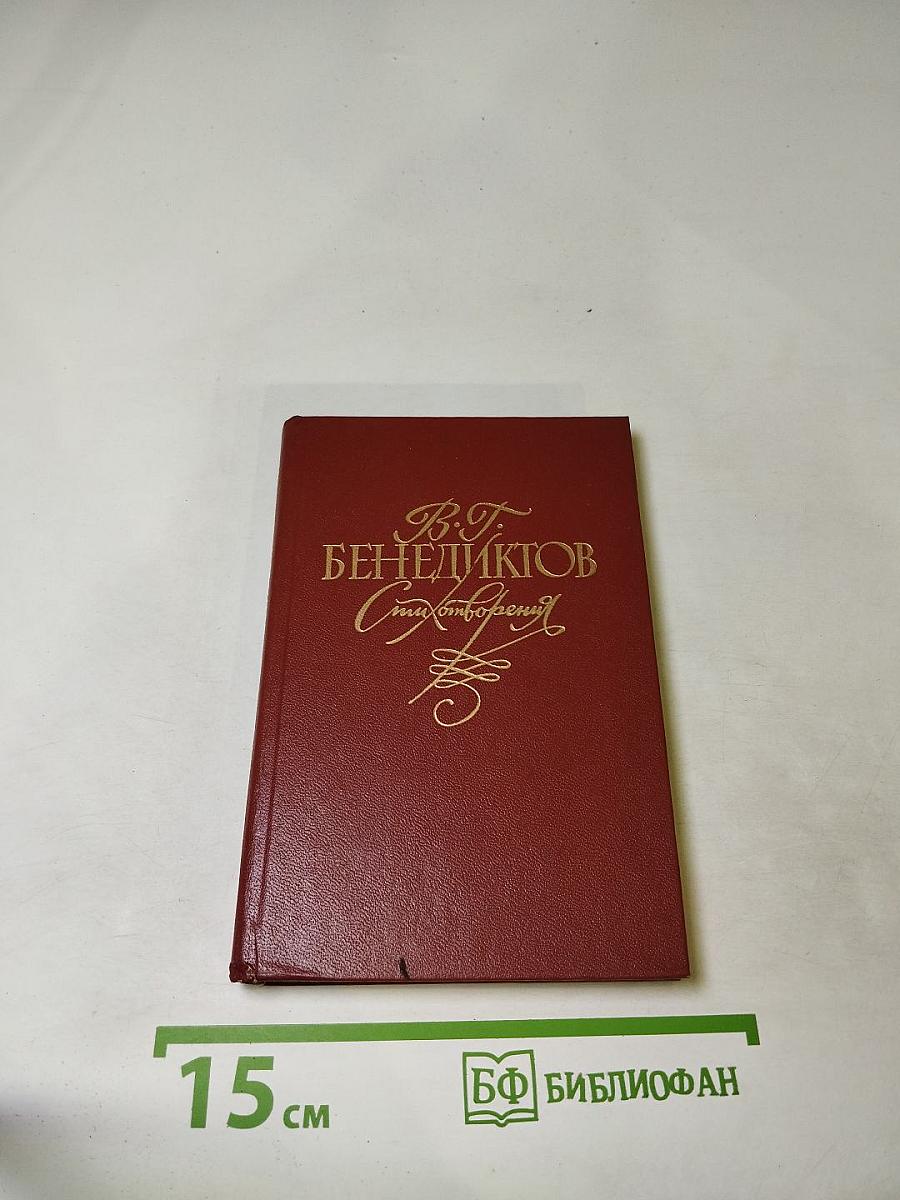 В. Г.
БЕНЕДИКТОВ
Стихотворения
15 см
БФ БИБЛИОФАН